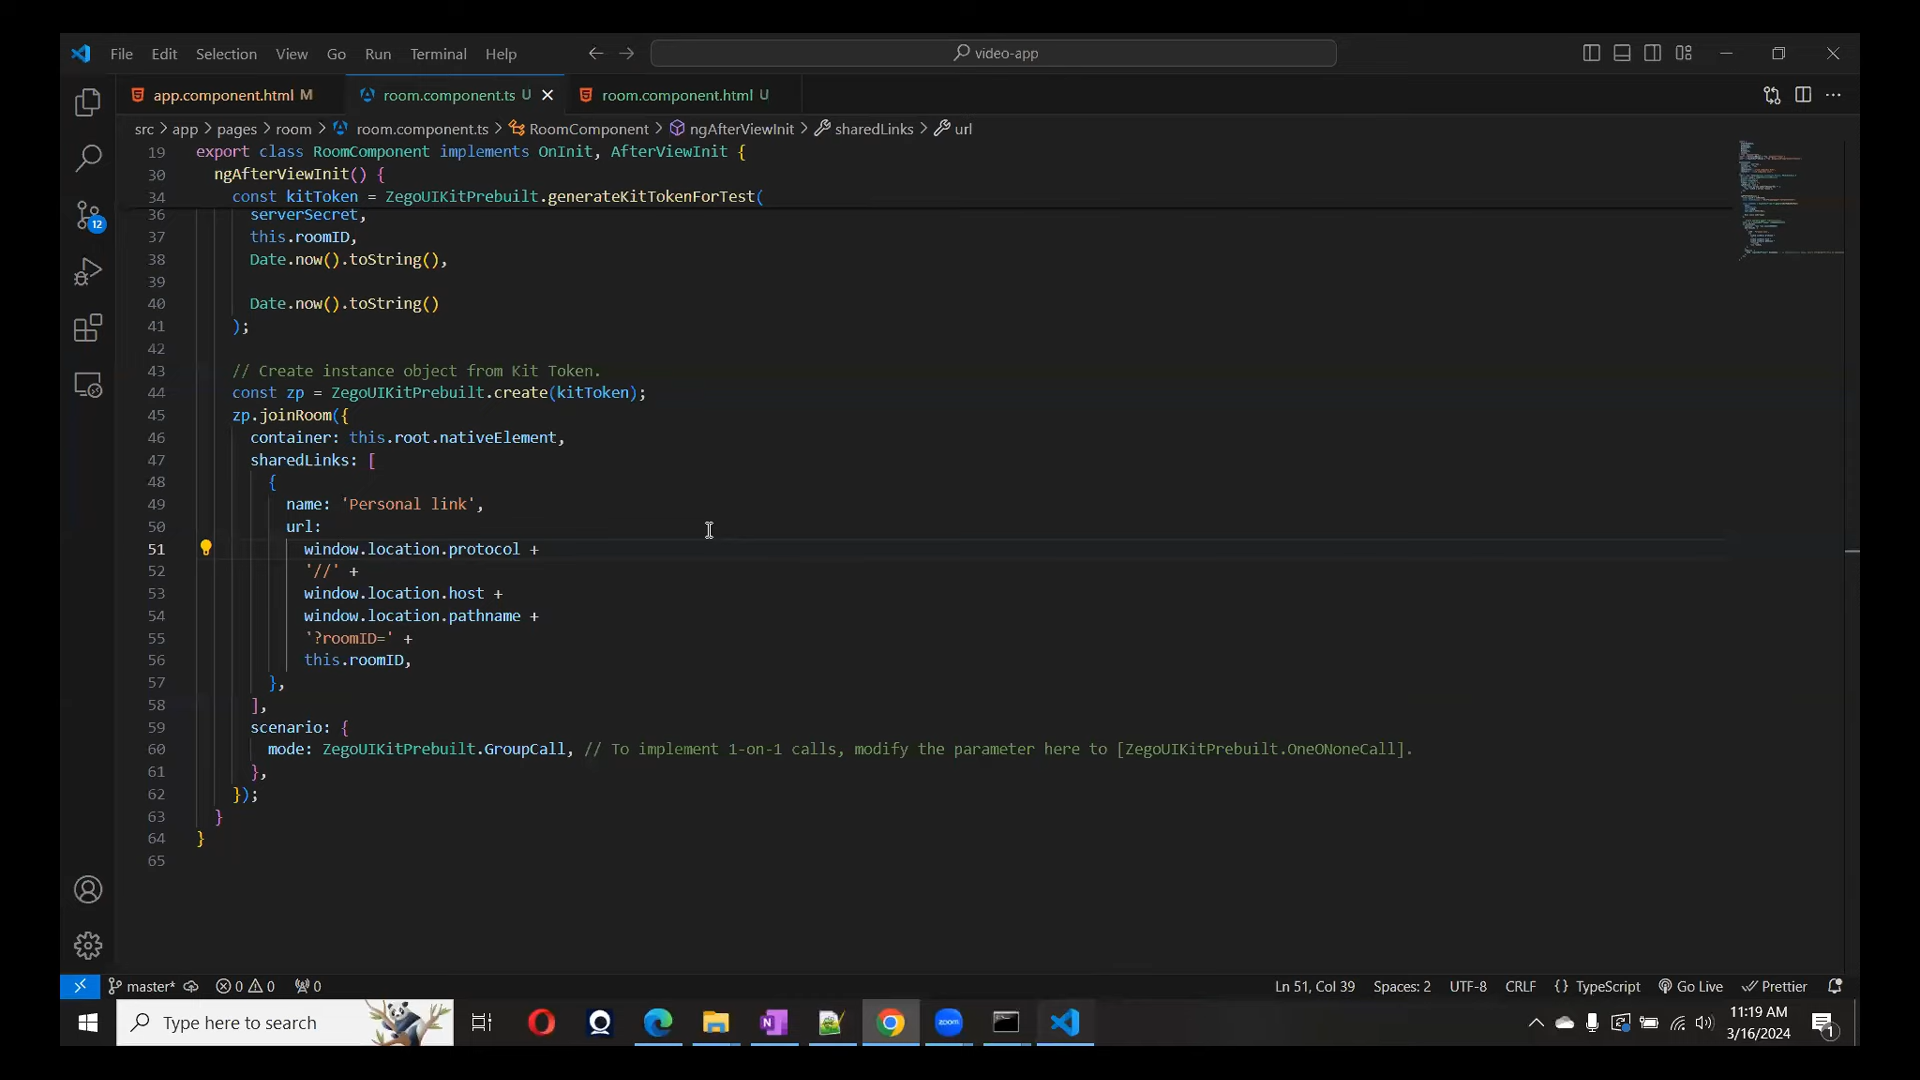 File Edit Selection View Go Run Terminal Help
video-app
app.component.html M
room.component.ts U
room.component.html U
src > app > pages > room > room.component.ts > RoomComponent > ngAfterViewInit > sharedLinks > url
19 export class RoomComponent implements OnInit, AfterViewInit {
30 ngAfterViewInit() {
34 const kitToken = ZegoUIKitPrebuilt.generateKitTokenForTest(
36 serverSecret,
37 this.roomID,
38 Date.now().toString(),
39
40 Date.now().toString()
41 );
42
43 // Create instance object from Kit Token.
44 const zp = ZegoUIKitPrebuilt.create(kitToken);
45 zp.joinRoom({
46 container: this.root.nativeElement,
47 sharedLinks: [
48 {
49 name: 'Personal link',
50 url:
51 window.location.protocol +
52 '//' +
53 window.location.host +
54 window.location.pathname +
55 '?roomID=' +
56 this.roomID,
57 },
58 ],
59 scenario: {
60 mode: ZegoUIKitPrebuilt.GroupCall, // To implement 1-on-1 calls, modify the parameter here to [ZegoUIKitPrebuilt.OneONoneCall].
61 },
62 });
63 }
64 }
65
12
master* 0 0 0
Ln 51, Col 39 Spaces: 2 UTF-8 CRLF {} TypeScript Go Live Prettier
Type here to search
zoom
11:19 AM
3/16/2024
1